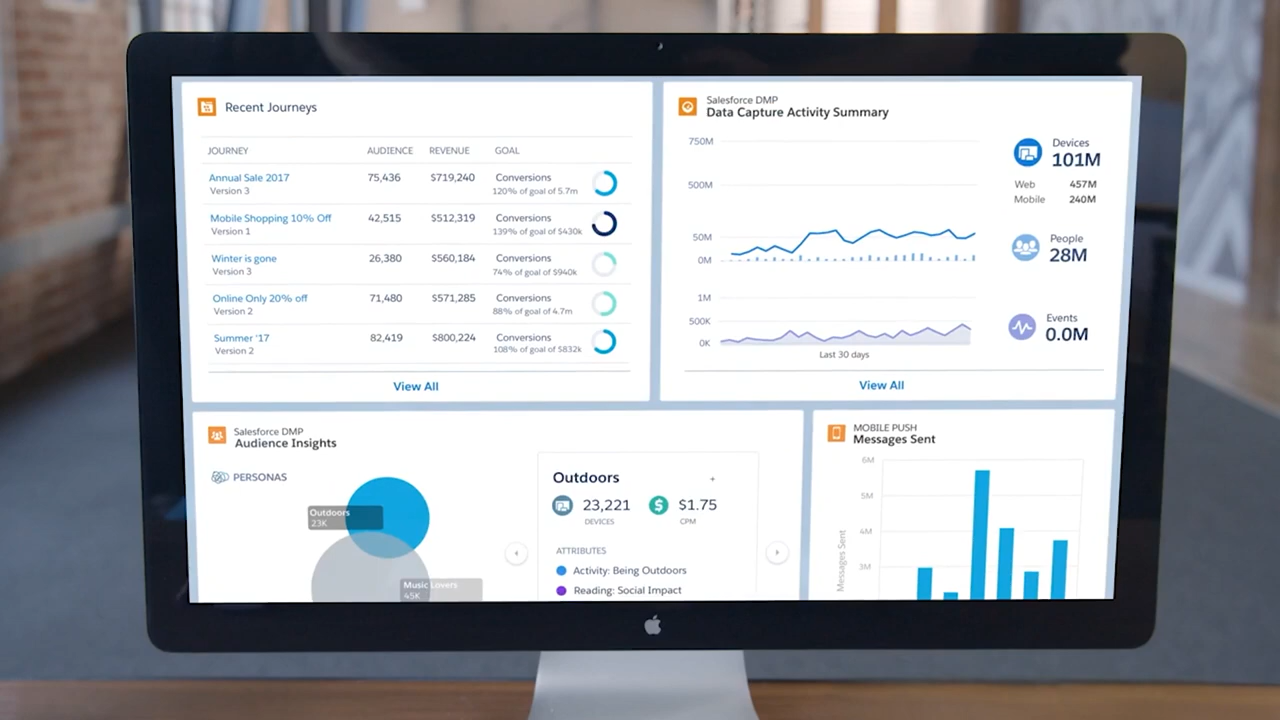 Recent Journeys
JOURNEY AUDIENCE REVENUE GOAL
Annual Sale 2017 75,436 $719,240 Conversions
Version 3 120% of goal of 5.7m
Mobile Shopping 10% Off 42,515 $512,319 Conversions
Version 1 139% of goal of $430k
Winter is gone 26,380 $560,184 Conversions
Version 3 74% of goal of $940k
Online Only 20% off 71,480 $571,285 Conversions
Version 2 88% of goal of 4.7m
Summer '17 82,419 $800,224 Conversions
Version 2 108% of goal of $832k
View All
Salesforce DMP
Data Capture Activity Summary
750M
500M
50M
0M
1M
500K
0K
Last 30 days
Devices
101M
Web 457M
Mobile 240M
People
28M
Events
0.0M
View All
Salesforce DMP
Audience Insights
PERSONAS
Outdoors
23K
Music Lovers
45K
Outdoors +
23,221 $1.75
DEVICES CPM
ATTRIBUTES
Activity: Being Outdoors
Reading: Social Impact
MOBILE PUSH
Messages Sent
6M
5M
4M
3M
Messages Sent